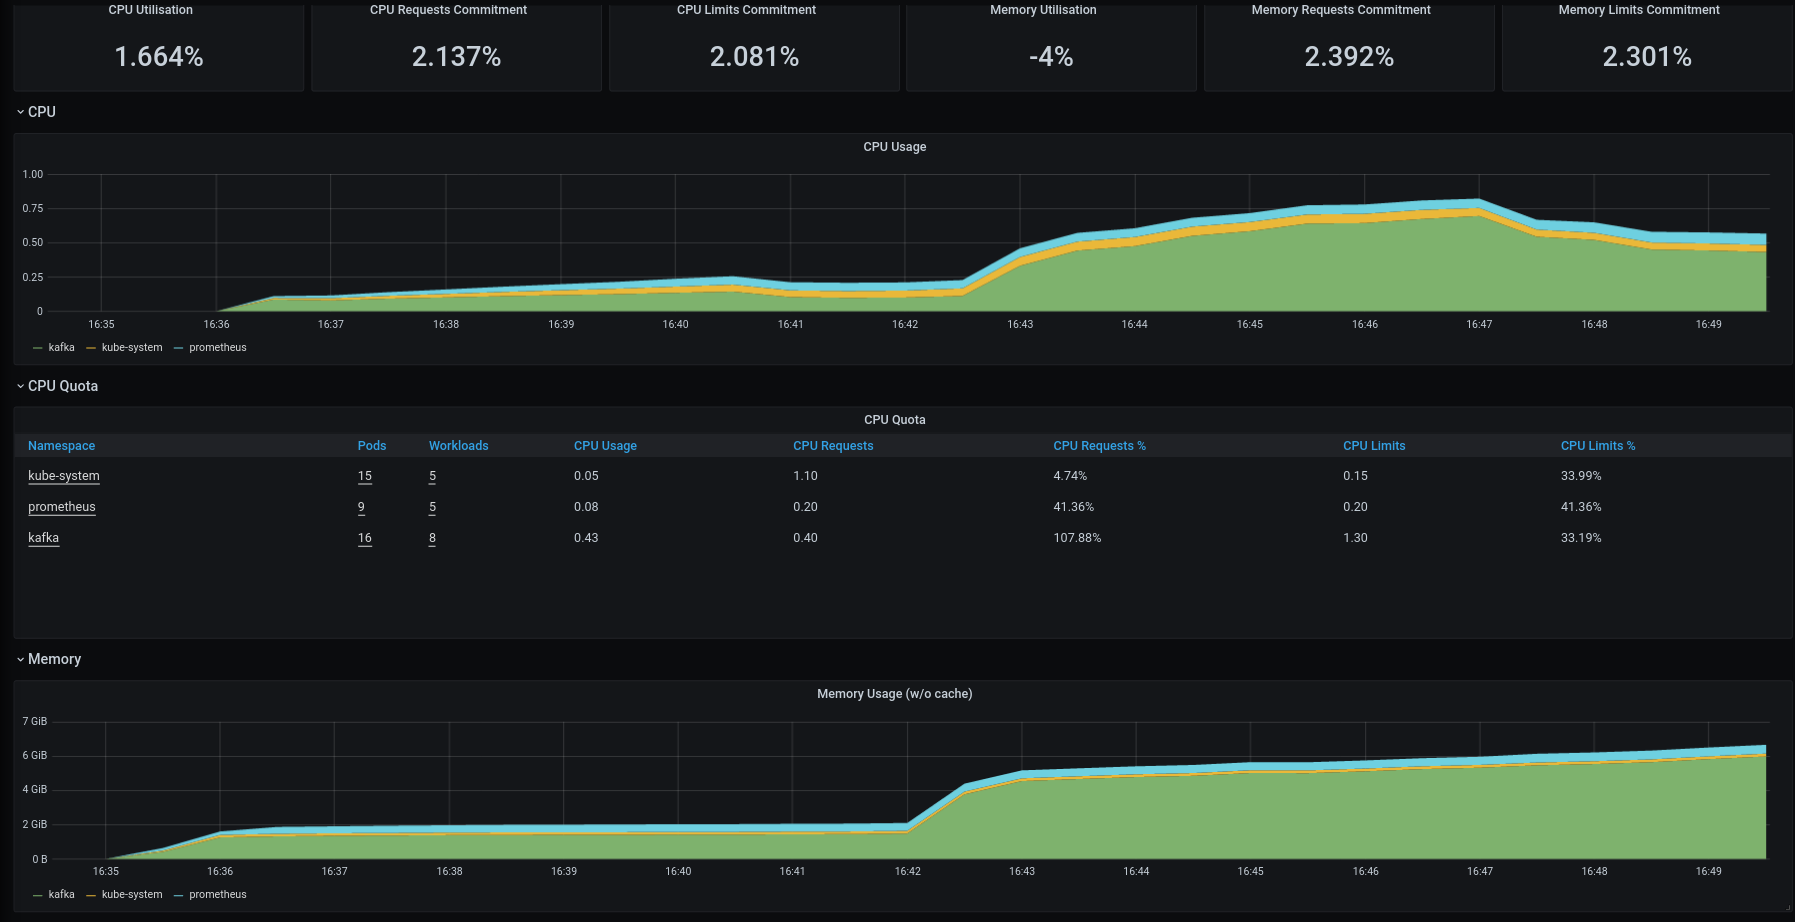 CPU Utilisation CPU Requests Commitment CPU Limits Commitment Memory Utilisation Memory Requests Commitment Memory Limits Commitment
1.664% 2.137% 2.081% -4% 2.392% 2.301%
CPU
CPU Usage
1.00
0.75
0.50
0.25
0
16:35 16:36 16:37 16:38 16:39 16:40 16:41 16:42 16:43 16:44 16:45 16:46 16:47 16:48 16:49
kafka kube-system prometheus
CPU Quota
CPU Quota
Namespace Pods Workloads CPU Usage CPU Requests CPU Requests % CPU Limits CPU Limits %
kube-system 15 5 0.05 1.10 4.74% 0.15 33.99%
prometheus 9 5 0.08 0.20 41.36% 0.20 41.36%
kafka 16 8 0.43 0.40 107.88% 1.30 33.19%
Memory
Memory Usage (w/o cache)
7 GiB
6 GiB
4 GiB
2 GiB
0 B
16:35 16:36 16:37 16:38 16:39 16:40 16:41 16:42 16:43 16:44 16:45 16:46 16:47 16:48 16:49
kafka kube-system prometheus